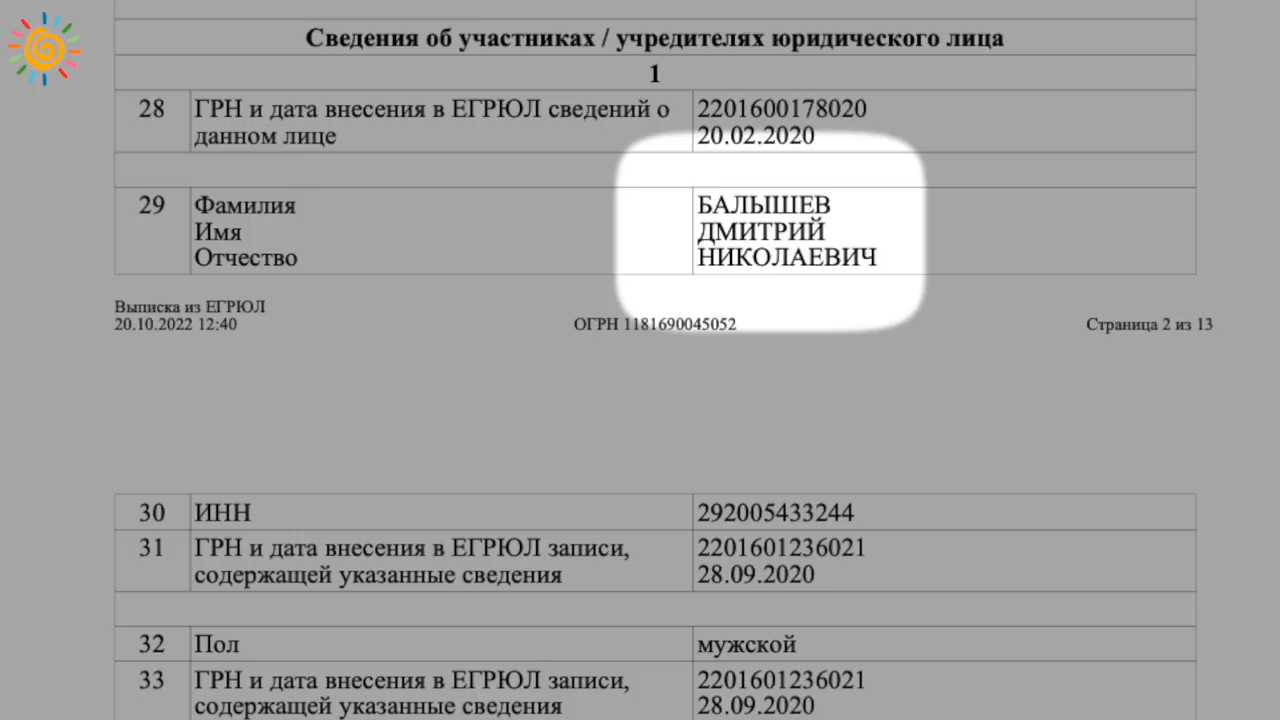 Сведения об участниках / учредителях юридического лица
1
28 ГРН и дата внесения в ЕГРЮЛ сведений о 2201600178020
данном лице 20.02.2020
29 Фамилия БАЛЫШЕВ
Имя ДМИТРИЙ
Отчество НИКОЛАЕВИЧ
Выписка из ЕГРЮЛ
20.10.2022 12:40 ОГРН 1181690045052 Страница 2 из 13
30 ИНН 292005433244
31 ГРН и дата внесения в ЕГРЮЛ записи, 2201601236021
содержащей указанные сведения 28.09.2020
32 Пол мужской
33 ГРН и дата внесения в ЕГРЮЛ записи, 2201601236021
содержащей указанные сведения 28.09.2020